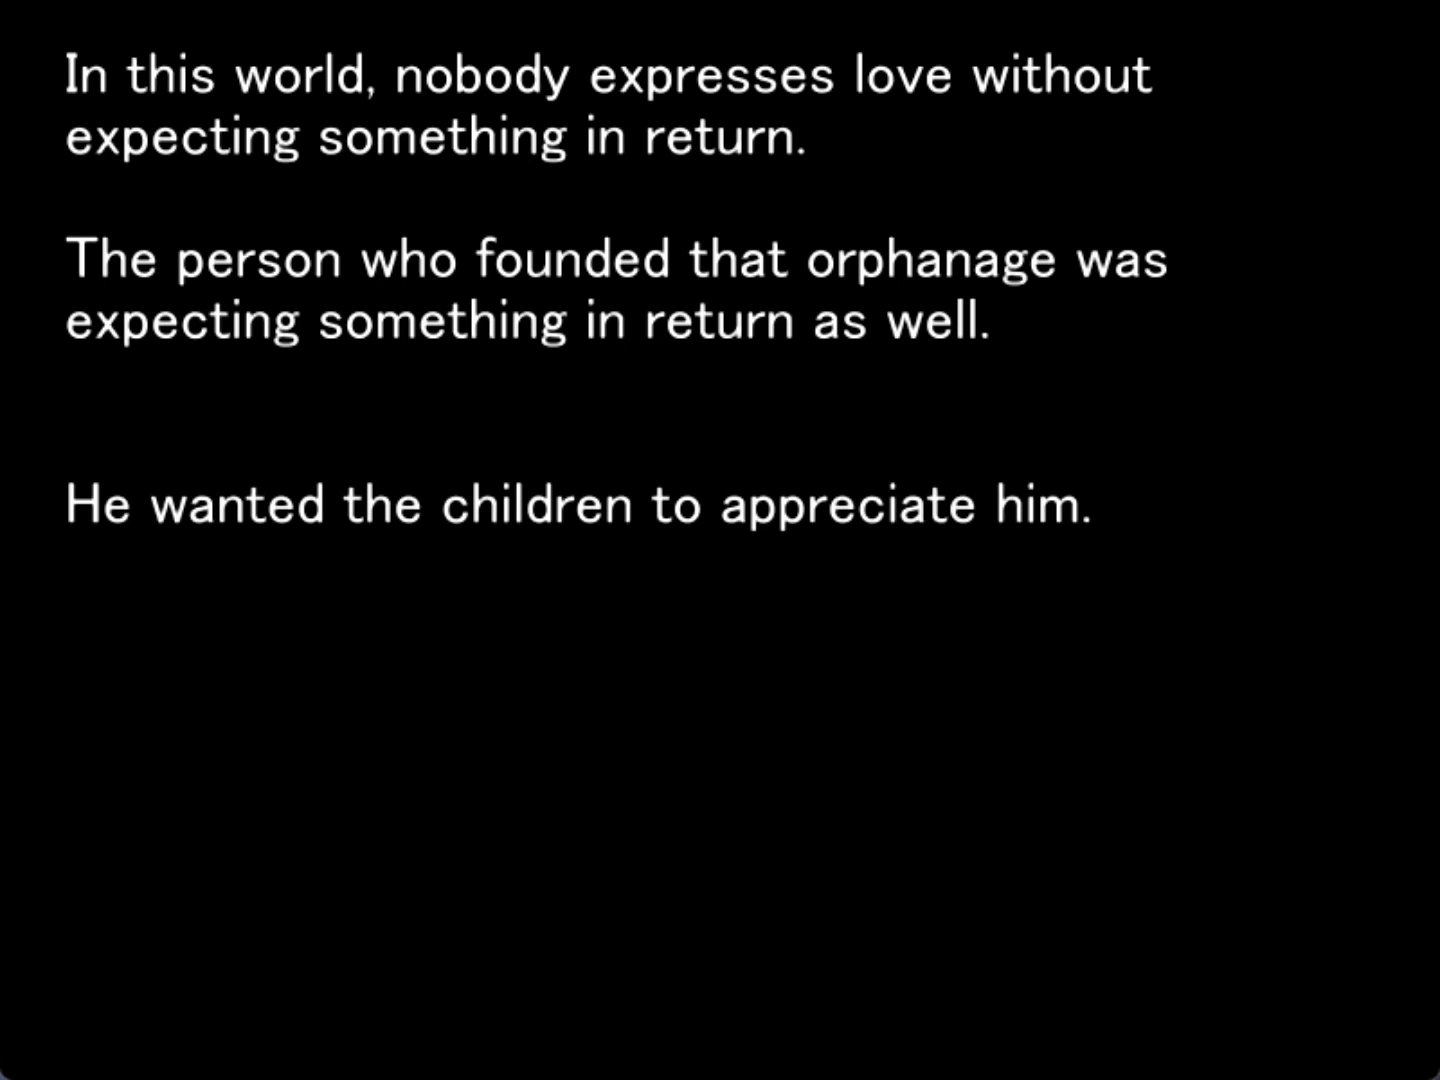 In this world, nobody expresses love without
expecting something in return.
The person who founded that orphanage was
expecting something in return as well.
He wanted the children to appreciate him.